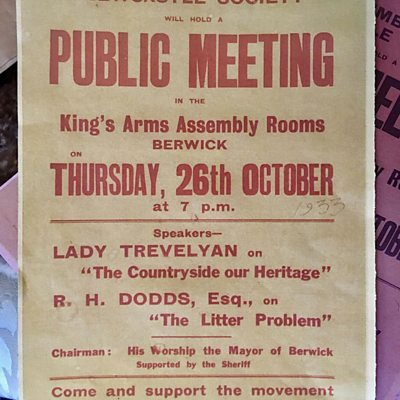 NEWCASTLE SOCIETY
WILL HOLD A
PUBLIC MEETING
IN THE
King's Arms Assembly Rooms
BERWICK
ON
THURSDAY, 26th OCTOBER
at 7 p.m.
1933
Speakers—
LADY TREVELYAN on
"The Countryside our Heritage"
R. H. DODDS, Esq., on
"The Litter Problem"
Chairman: His Worship the Mayor of Berwick
Supported by the Sheriff
Come and support the movement